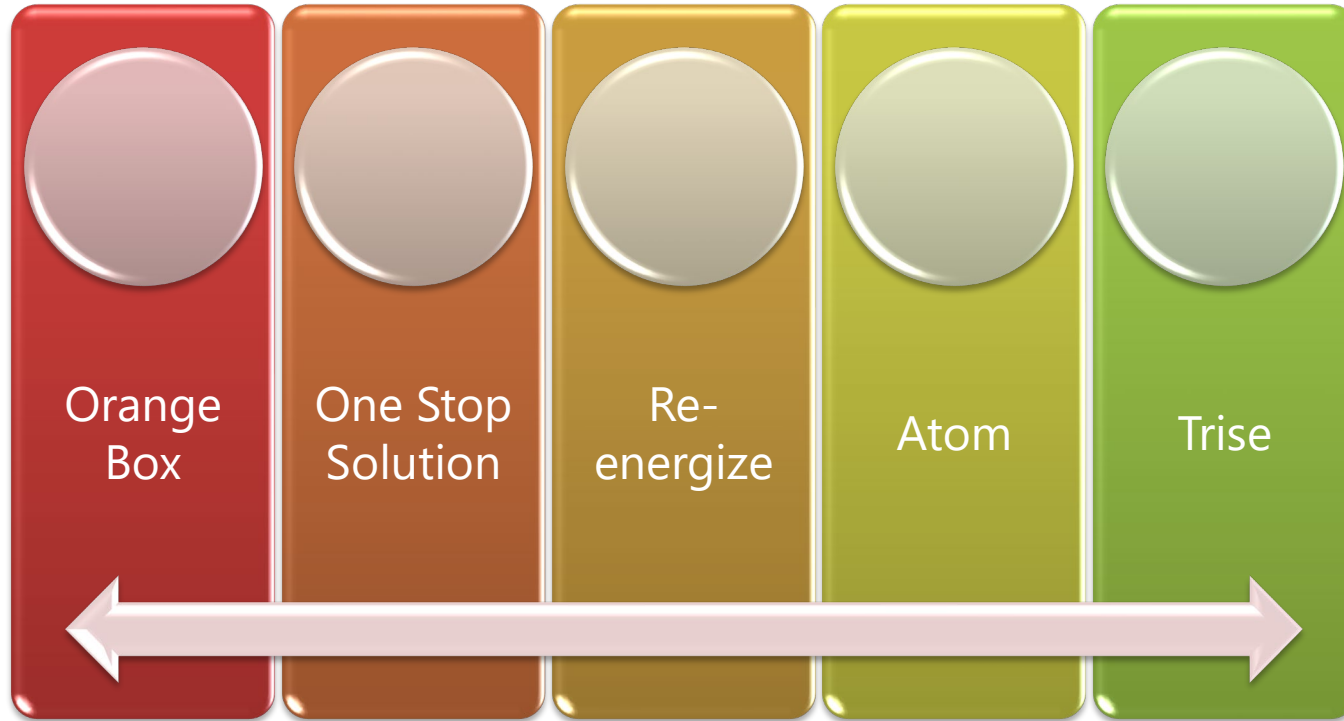 Orange
Box
One Stop
Solution
Re-
energize
Atom
Trise